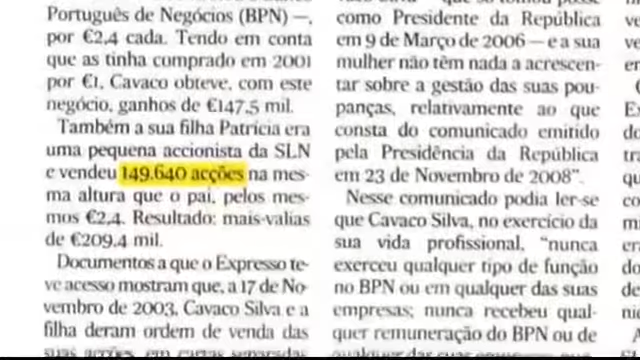 Português de Negócios (BPN) —,
por €2,4 cada. Tendo em conta
que as tinha comprado em 2001
por €1, Cavaco obteve, com este
negócio, ganhos de €147,5 mil.
Também a sua filha Patrícia era
uma pequena accionista da SLN
e vendeu 149.640 acções na mes-
ma altura que o pai, pelos mes-
mos €2,4. Resultado: mais-valias
de €209,4 mil.
Documentos a que o Expresso te-
ve acesso mostram que, a 17 de No-
vembro de 2003, Cavaco Silva e a
filha deram ordem de venda das
suas acções, em cartas separadas
como Presidente da República
em 9 de Março de 2006 — e a sua
mulher não têm nada a acrescen-
tar sobre a gestão das suas pou-
panças, relativamente ao que
consta do comunicado emitido
pela Presidência da República
em 23 de Novembro de 2008”.
Nesse comunicado podia ler-se
que Cavaco Silva, no exercício da
sua vida profissional, “nunca
exerceu qualquer tipo de função
no BPN ou em qualquer das suas
empresas; nunca recebeu qual-
quer remuneração do BPN ou de